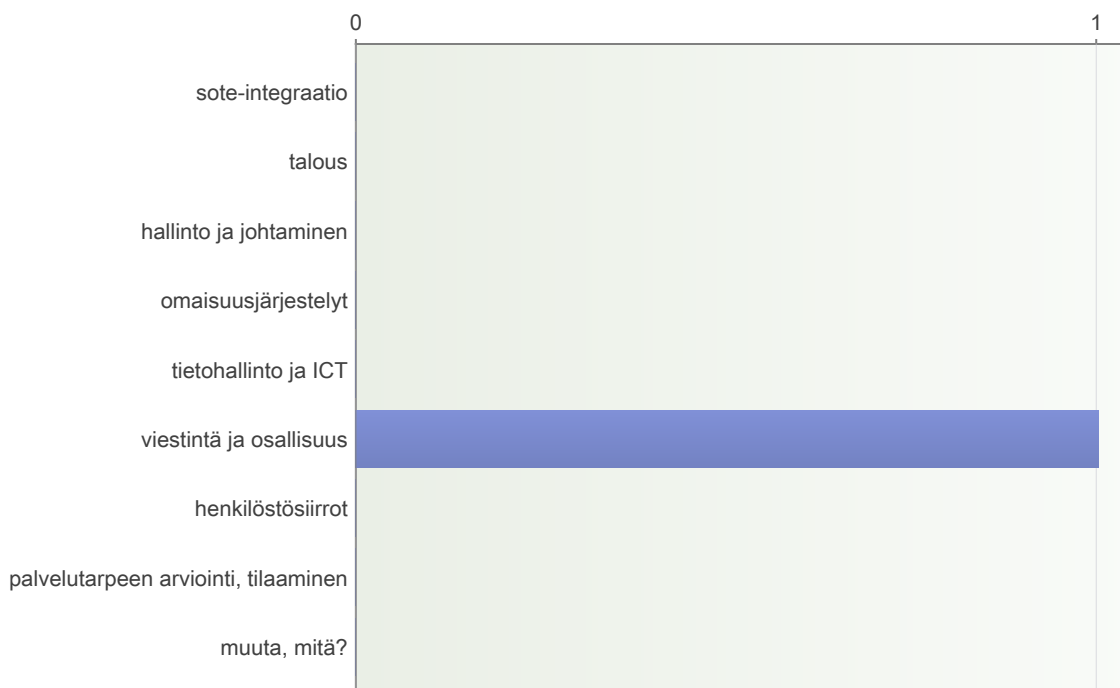 0 1
sote-integraatio
talous
hallinto ja johtaminen
omaisuusjärjestelyt
tietohallinto ja ICT
viestintä ja osallisuus
henkilöstösiirrot
palvelutarpeen arviointi, tilaaminen
muuta, mitä?